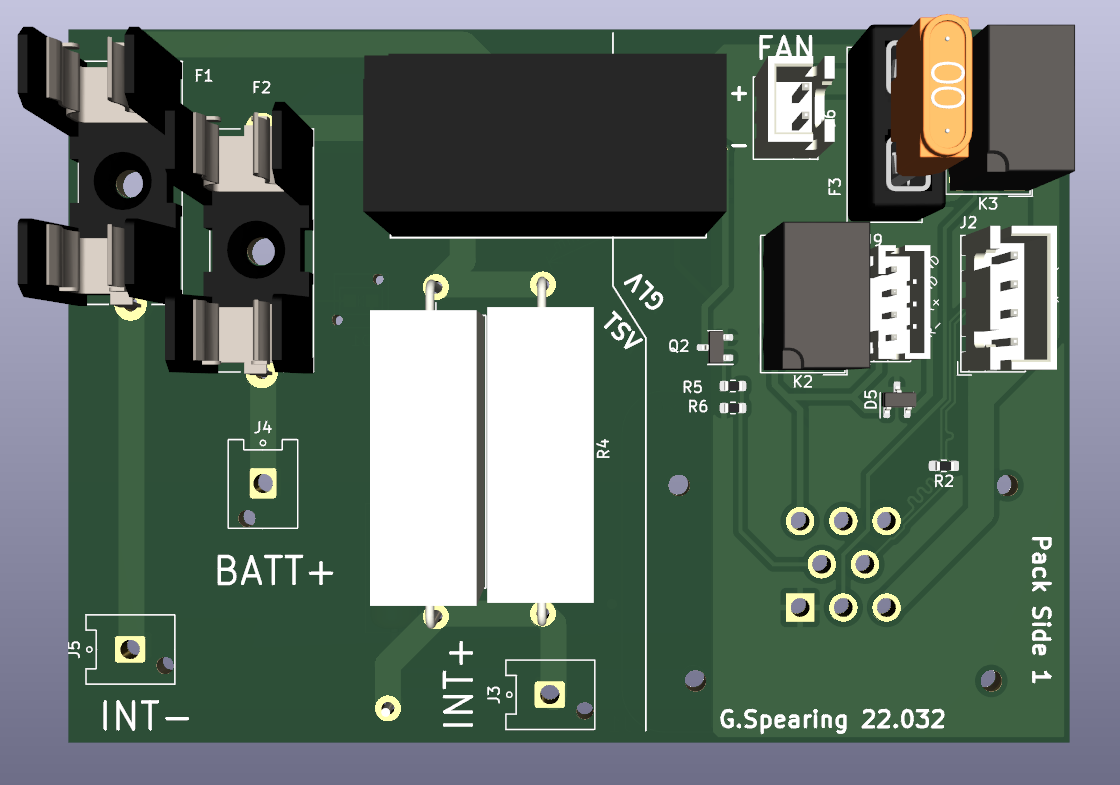 FAN
F1
F2
+
-
F3
K3
J2
GLV
TSV
Q2
K2
R5
R6
D5
J4
R4
R2
BATT+
Pack Side 1
J5
INT+
J3
INT-
G.Spearing 22.032
00